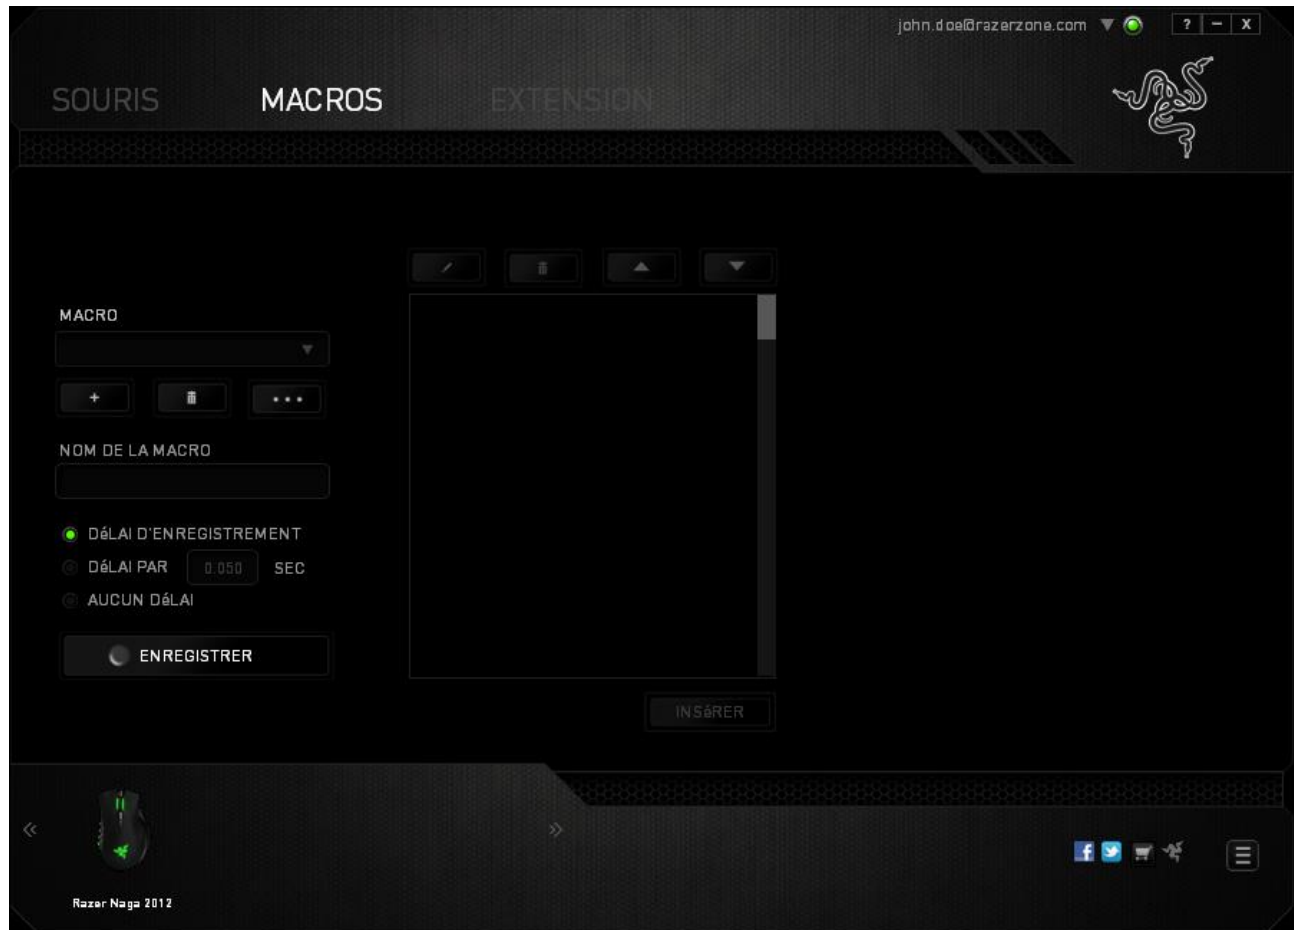 john.doe@razerzone.com
? – X
SOURIS MACROS EXTENSION
MACRO
NOM DE LA MACRO
DéLAI D'ENREGISTREMENT
DéLAI PAR 0.050 SEC
AUCUN DéLAI
ENREGISTRER
INSéRER
Razer Naga 2012